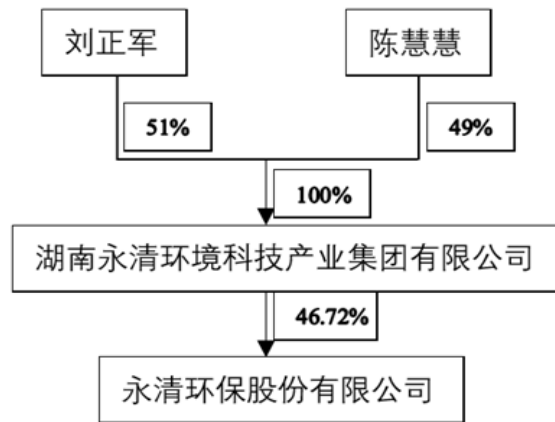 刘正军
陈慧慧
51%
49%
100%
湖南永清环境科技产业集团有限公司
46.72%
永清环保股份有限公司